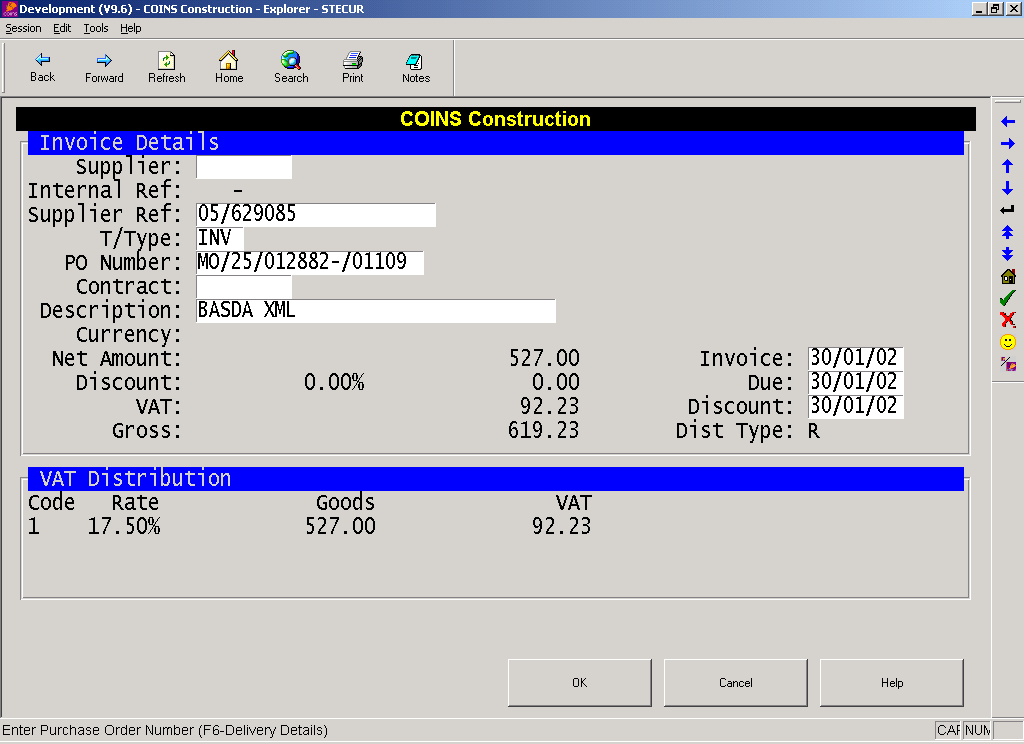 Development (V9.6) - COINS Construction - Explorer - STECUR
Session Edit Tools Help
Back Forward Refresh Home Search Print Notes
COINS Construction
Invoice Details
Supplier:
Internal Ref: -
Supplier Ref: 05/629085
T/Type: INV
PO Number: MO/25/012882-/01109
Contract:
Description: BASDA XML
Currency:
Net Amount: 527.00 Invoice: 30/01/02
Discount: 0.00% 0.00 Due: 30/01/02
VAT: 92.23 Discount: 30/01/02
Gross: 619.23 Dist Type: R
VAT Distribution
Code Rate Goods VAT
1 17.50% 527.00 92.23
OK Cancel Help
Enter Purchase Order Number (F6-Delivery Details) CAP NUM